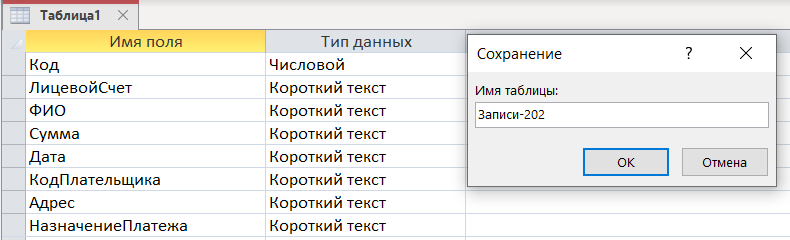 Таблица1
Имя поля Тип данных
Код Числовой
ЛицевойСчет Короткий текст
ФИО Короткий текст
Сумма Короткий текст
Дата Короткий текст
КодПлательщика Короткий текст
Адрес Короткий текст
НазначениеПлатежа Короткий текст
Сохранение ?
Имя таблицы:
Записи-202
ОК Отмена